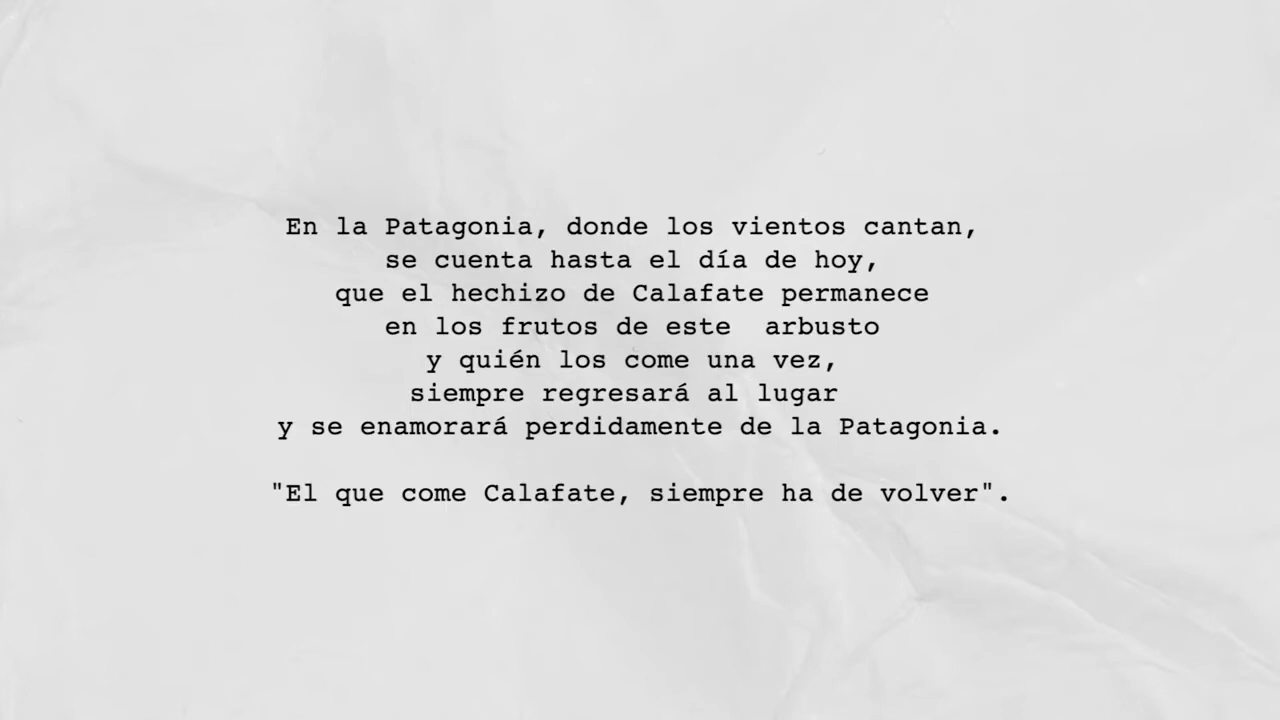 En la Patagonia, donde los vientos cantan,
se cuenta hasta el día de hoy,
que el hechizo de Calafate permanece
en los frutos de este  arbusto
y quién los come una vez,
siempre regresará al lugar
y se enamorará perdidamente de la Patagonia.
"El que come Calafate, siempre ha de volver".